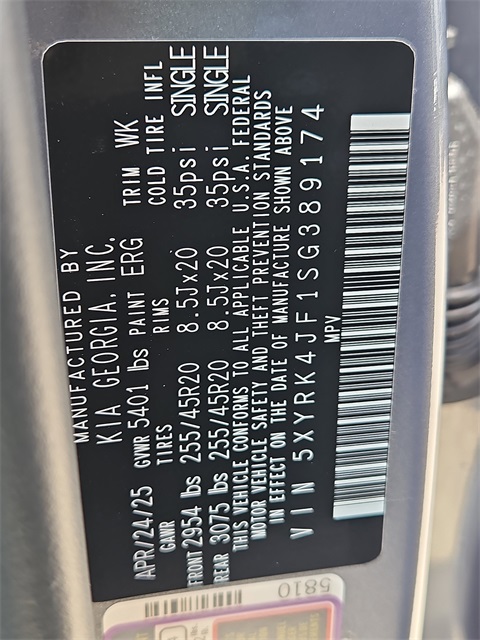 MANUFACTURED BY
KIA GEORGIA, INC.
APR/24/25 GVWR 5401 lbs PAINT ERG TRIM WK
GAWR TIRES RIMS COLD TIRE INFL
FRONT 2954 lbs 255/45R20 8.5Jx20 35psi SINGLE
REAR 3075 lbs 255/45R20 8.5Jx20 35psi SINGLE
THIS VEHICLE CONFORMS TO ALL APPLICABLE U.S.A. FEDERAL
MOTOR VEHICLE SAFETY AND THEFT PREVENTION STANDARDS
IN EFFECT ON THE DATE OF MANUFACTURE SHOWN ABOVE
VIN 5XYRK4JF1SG389174
MPV
5810